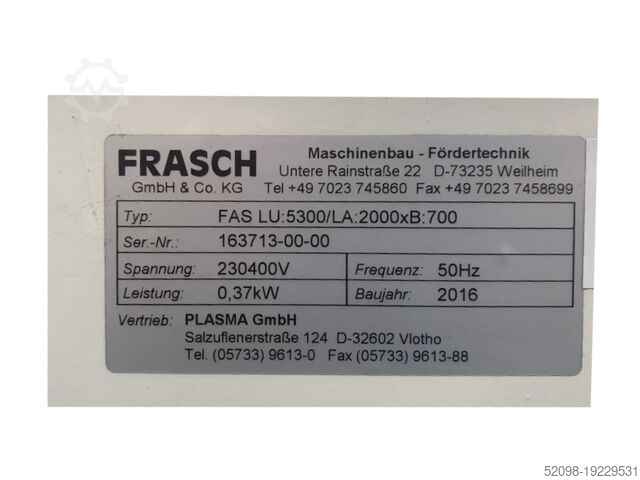 FRASCH
GmbH & Co. KG
Maschinenbau - Fördertechnik
Untere Rainstraße 22 D-73235 Weilheim
Tel +49 7023 745860 Fax +49 7023 7458699
Typ: FAS LU:5300/LA:2000xB:700
Ser.-Nr.: 163713-00-00
Spannung: 230400V Frequenz: 50Hz
Leistung: 0,37kW Baujahr: 2016
Vertrieb: PLASMA GmbH
Salzuflenerstraße 124 D-32602 Vlotho
Tel. (05733) 9613-0 Fax (05733) 9613-88
52098-19229531